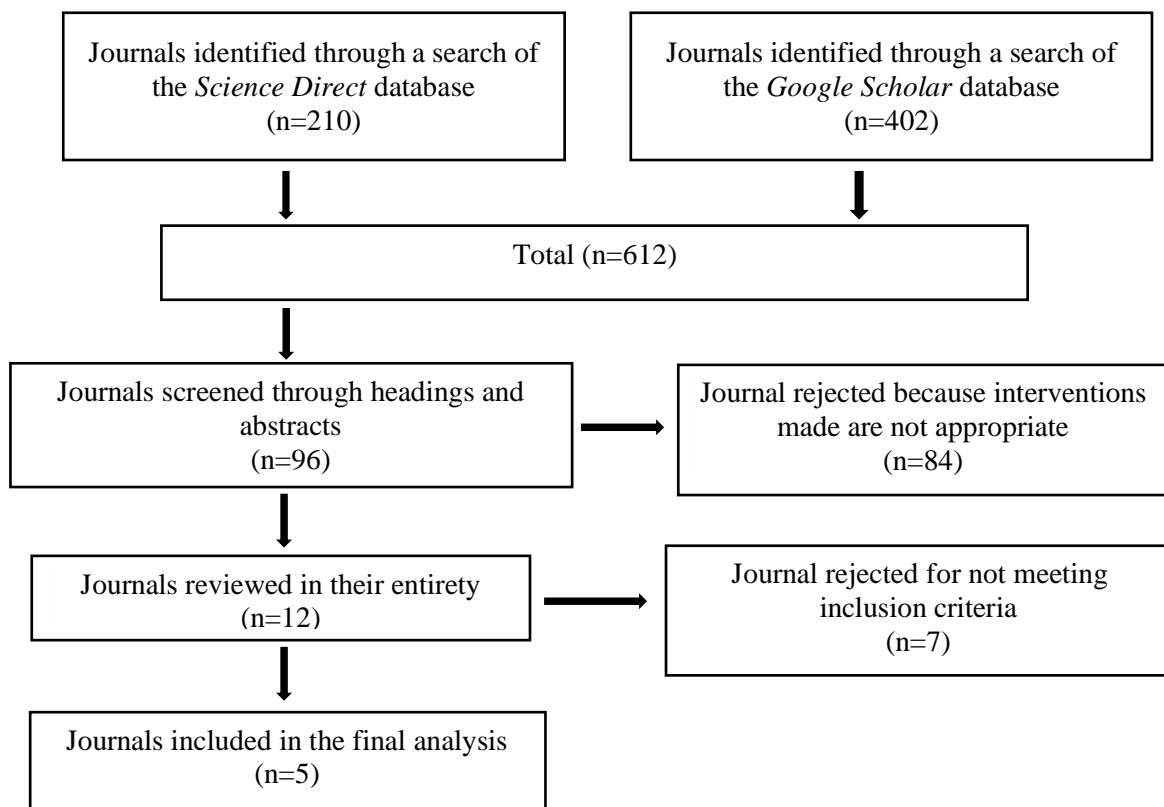 Journals identified through a search of
the Science Direct database
(n=210)
Journals identified through a search of
the Google Scholar database
(n=402)
Total (n=612)
Journals screened through headings and
abstracts
(n=96)
Journal rejected because interventions
made are not appropriate
(n=84)
Journals reviewed in their entirety
(n=12)
Journal rejected for not meeting
inclusion criteria
(n=7)
Journals included in the final analysis
(n=5)